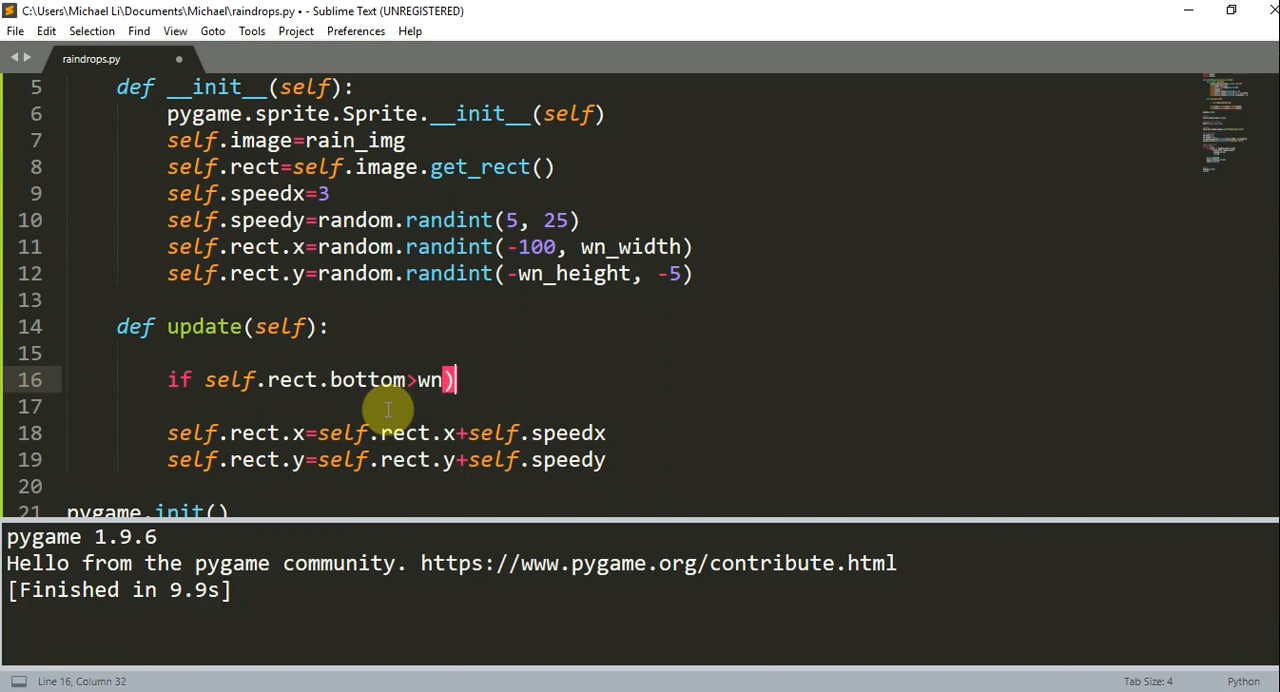 C:\Users\Michael Li\Documents\Michael\raindrops.py • - Sublime Text (UNREGISTERED)
File Edit Selection Find View Goto Tools Project Preferences Help
raindrops.py
5 def __init__(self):
6 pygame.sprite.Sprite.__init__(self)
7 self.image=rain_img
8 self.rect=self.image.get_rect()
9 self.speedx=3
10 self.speedy=random.randint(5, 25)
11 self.rect.x=random.randint(-100, wn_width)
12 self.rect.y=random.randint(-wn_height, -5)
13
14 def update(self):
15
16 if self.rect.bottom>wn)
17
18 self.rect.x=self.rect.x+self.speedx
19 self.rect.y=self.rect.y+self.speedy
20
21 pygame.init()
pygame 1.9.6
Hello from the pygame community. https://www.pygame.org/contribute.html
[Finished in 9.9s]
Line 16, Column 32 Tab Size: 4 Python